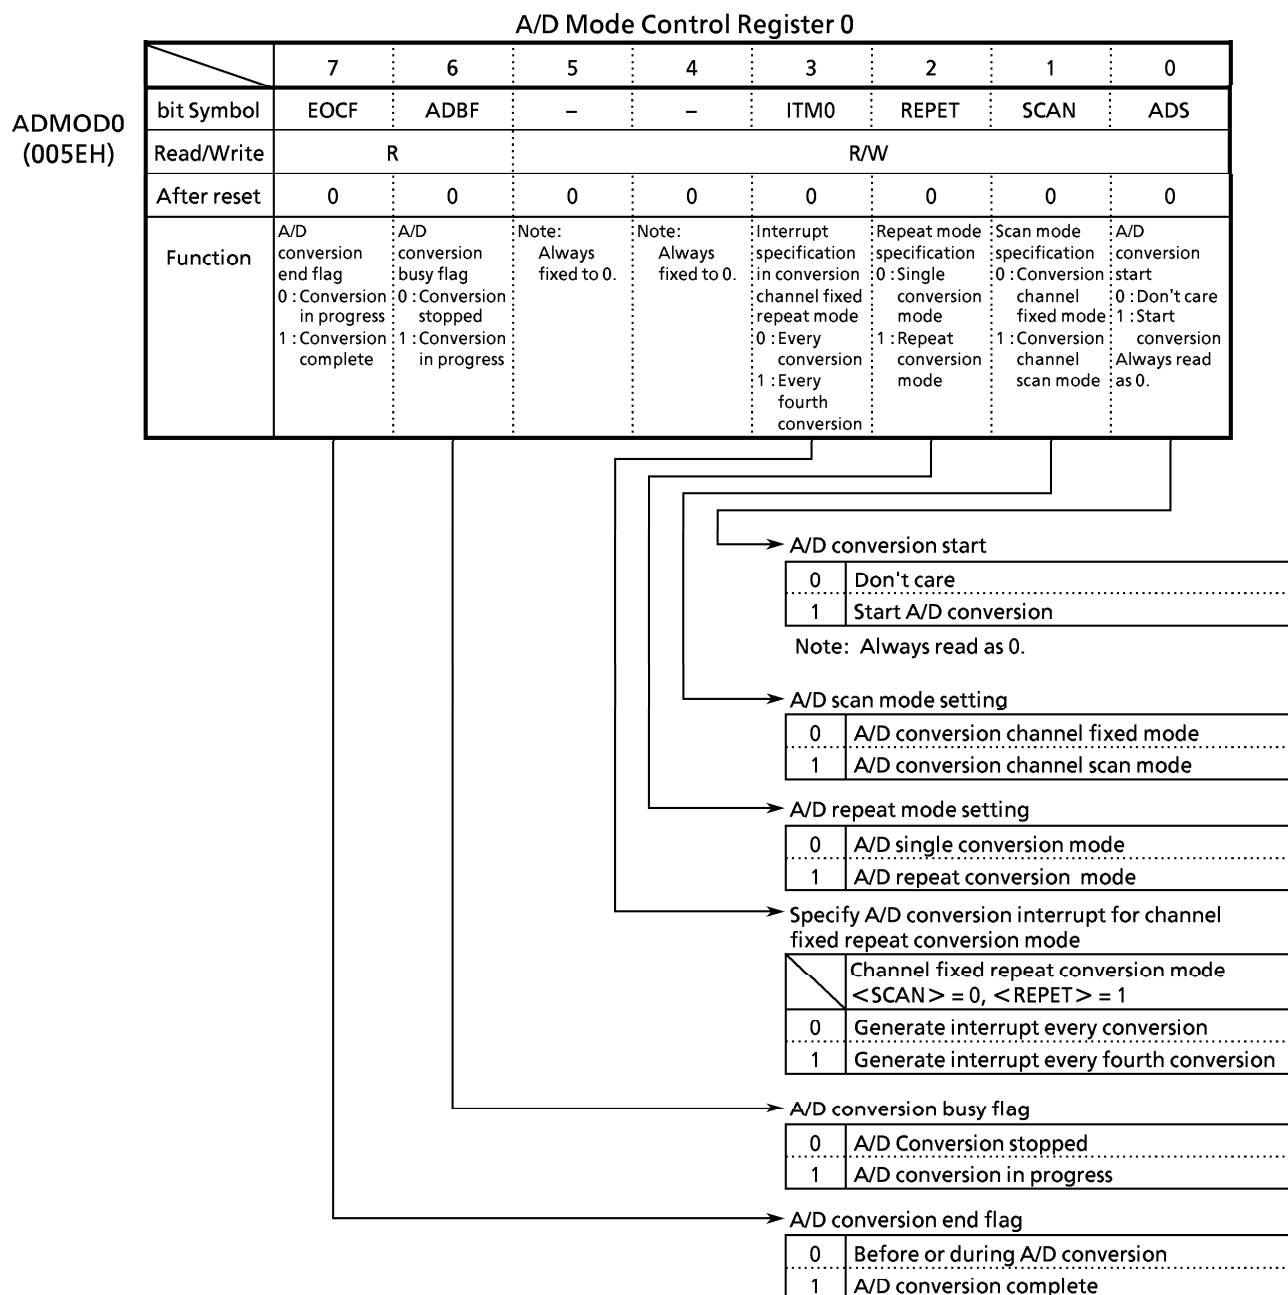 A/D Mode Control Register 0
7 6 5 4 3 2 1 0
ADMOD0
(005EH)
bit Symbol EOCF ADBF – – ITM0 REPET SCAN ADS
Read/Write R R/W
After reset 0 0 0 0 0 0 0 0
Function
A/D
conversion
end flag
0 : Conversion
in progress
1 : Conversion
complete
A/D
conversion
busy flag
0 : Conversion
stopped
1 : Conversion
in progress
Note:
Always
fixed to 0.
Note:
Always
fixed to 0.
Interrupt
specification
in conversion
channel fixed
repeat mode
0 : Every
conversion
1 : Every
fourth
conversion
Repeat mode
specification
0 : Single
conversion
mode
1 : Repeat
conversion
mode
Scan mode
specification
0 : Conversion
channel
fixed mode
1 : Conversion
channel
scan mode
A/D
conversion
start
0 : Don't care
1 : Start
conversion
Always read
as 0.
A/D conversion start
0 Don't care
1 Start A/D conversion
Note: Always read as 0.
A/D scan mode setting
0 A/D conversion channel fixed mode
1 A/D conversion channel scan mode
A/D repeat mode setting
0 A/D single conversion mode
1 A/D repeat conversion mode
Specify A/D conversion interrupt for channel
fixed repeat conversion mode
Channel fixed repeat conversion mode
<SCAN> = 0, <REPET> = 1
0 Generate interrupt every conversion
1 Generate interrupt every fourth conversion
A/D conversion busy flag
0 A/D Conversion stopped
1 A/D conversion in progress
A/D conversion end flag
0 Before or during A/D conversion
1 A/D conversion complete